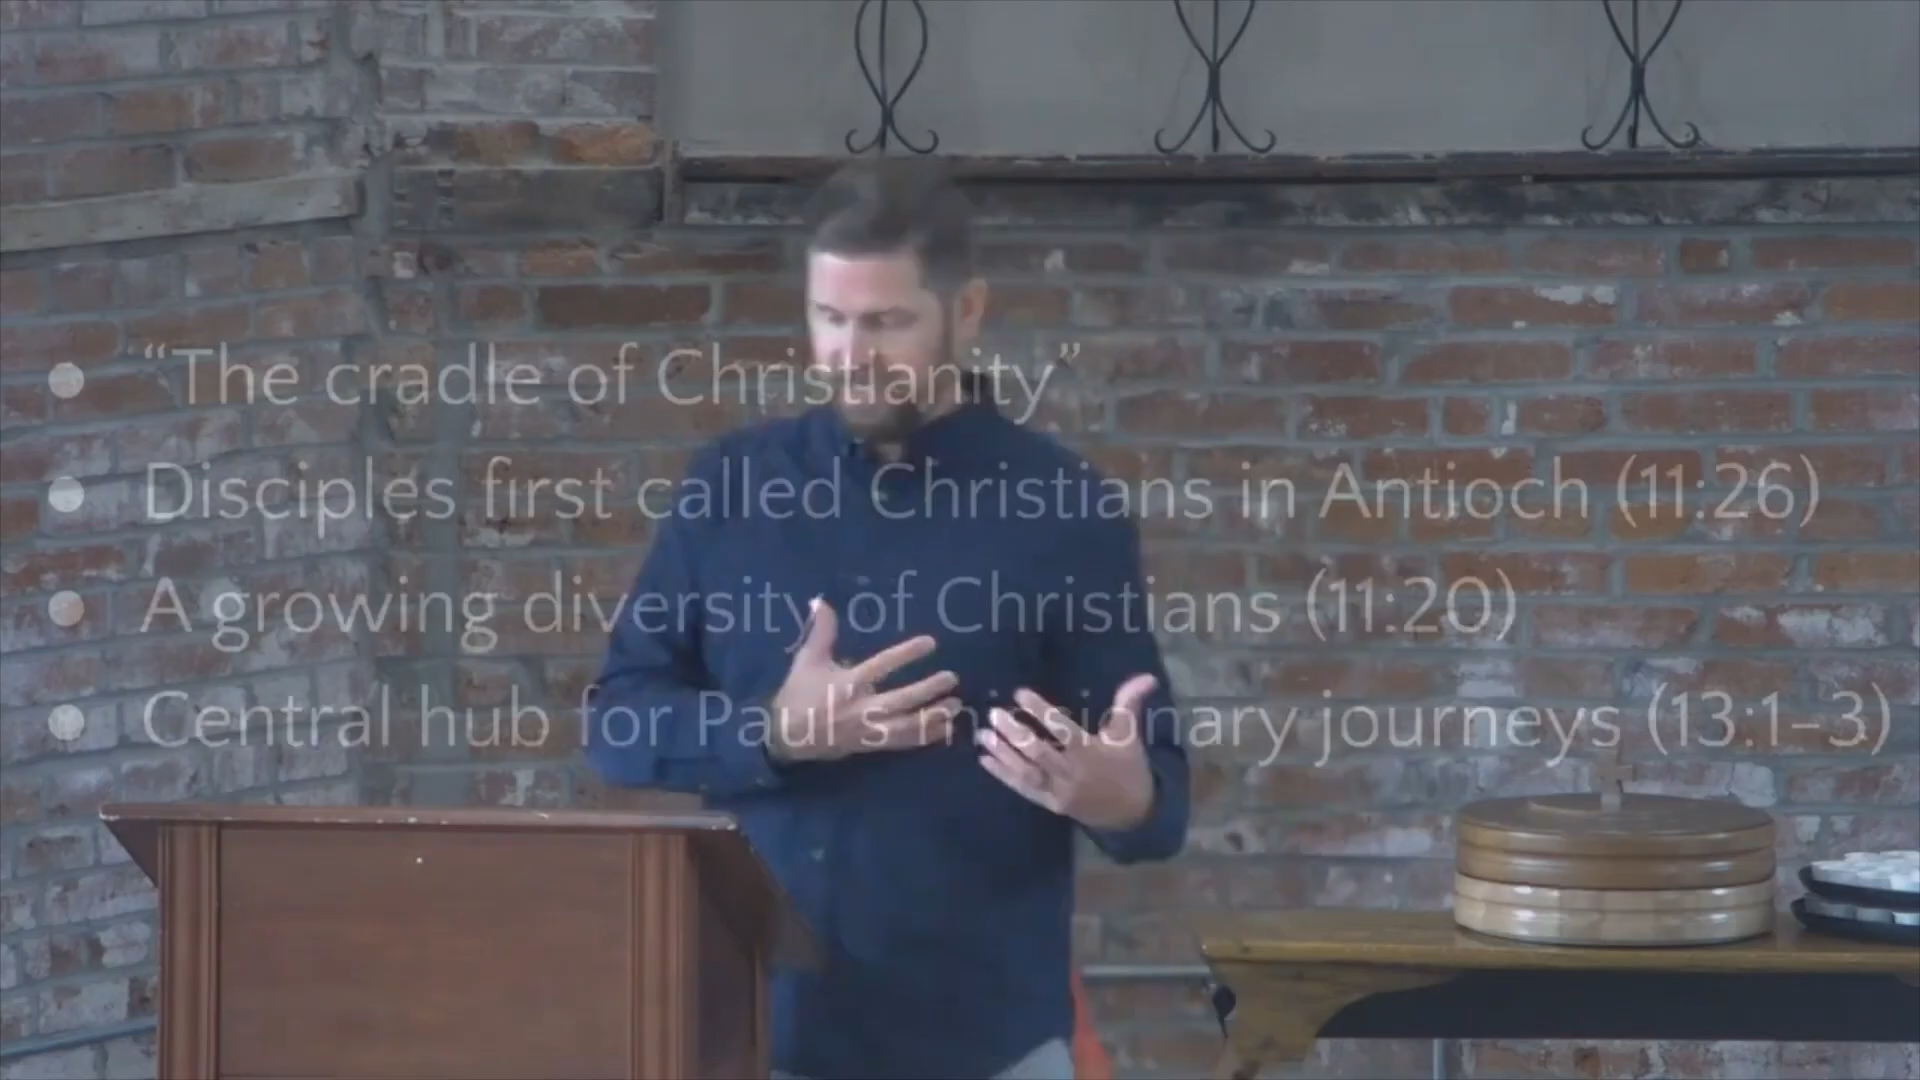 • “The cradle of Christianity”
• Disciples first called Christians in Antioch (11:26)
• A growing diversity of Christians (11:20)
• Central hub for Paul's missionary journeys (13:1–3)